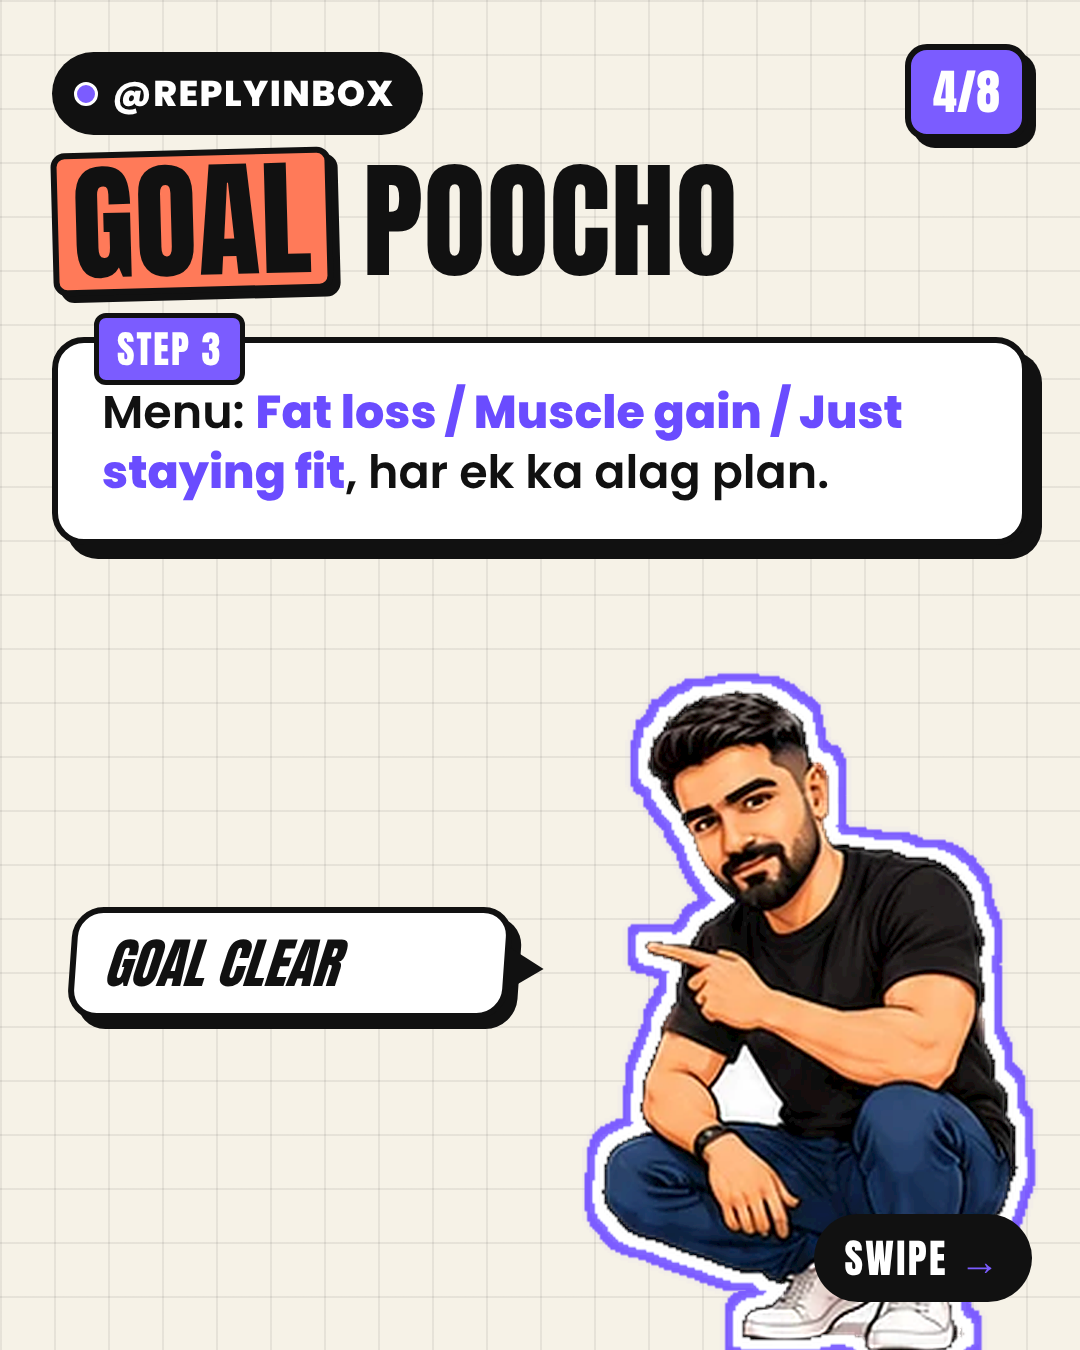 @REPLYINBOX
4/8
GOAL POOCHO
STEP 3
Menu: Fat loss / Muscle gain / Just
staying fit, har ek ka alag plan.
GOAL CLEAR
SWIPE →